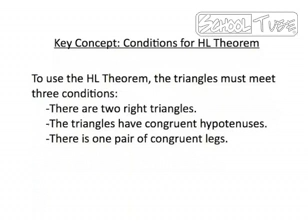 SCHOOL TUBE
Key Concept: Conditions for HL Theorem
To use the HL Theorem, the triangles must meet
three conditions:
-There are two right triangles.
-The triangles have congruent hypotenuses.
-There is one pair of congruent legs.